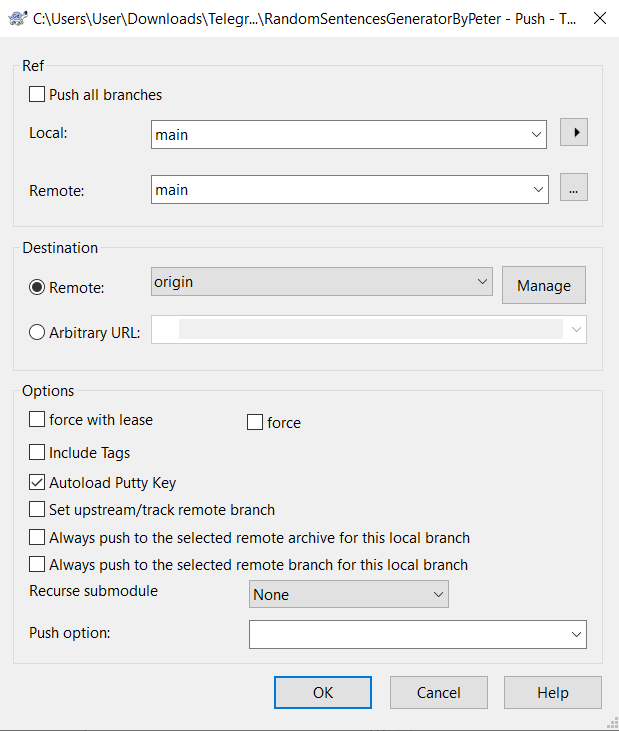 C:\Users\User\Downloads\Telegr...\RandomSentencesGeneratorByPeter - Push - T...
Ref
Push all branches
Local:
main
Remote:
main
...
Destination
Remote:
origin
Manage
Arbitrary URL:
Options
force with lease
force
Include Tags
Autoload Putty Key
Set upstream/track remote branch
Always push to the selected remote archive for this local branch
Always push to the selected remote branch for this local branch
Recurse submodule
None
Push option:
OK
Cancel
Help